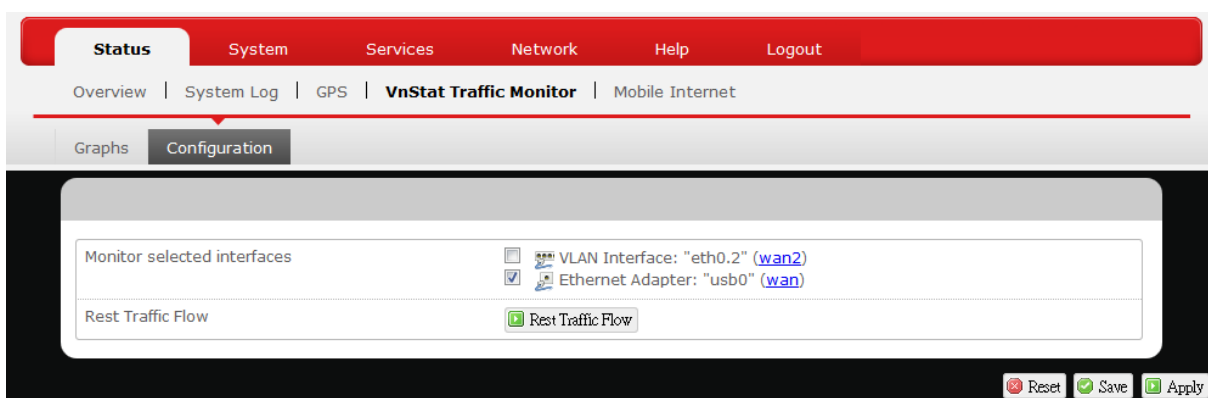 Status System Services Network Help Logout
Overview | System Log | GPS | VnStat Traffic Monitor | Mobile Internet
Graphs Configuration
Monitor selected interfaces
VLAN Interface: "eth0.2" (wan2)
Ethernet Adapter: "usb0" (wan)
Rest Traffic Flow Rest Traffic Flow
Reset Save Apply